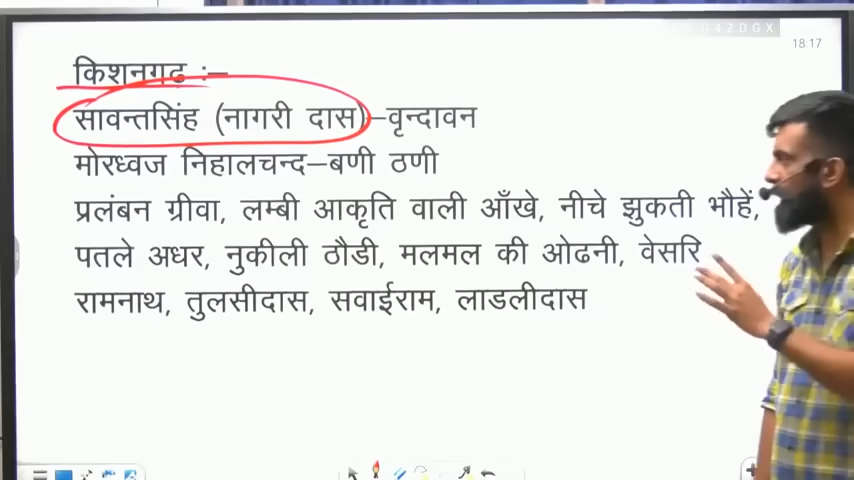 942DGX
18:17
किशनगढ़ :–
सावन्तसिंह (नागरी दास)–वृन्दावन
मोरध्वज निहालचन्द–बणी ठणी
प्रलंबन ग्रीवा, लम्बी आकृति वाली आँखे, नीचे झुकती भौहें,
पतले अधर, नुकीली ठौडी, मलमल की ओढनी, वेसरि
रामनाथ, तुलसीदास, सवाईराम, लाडलीदास